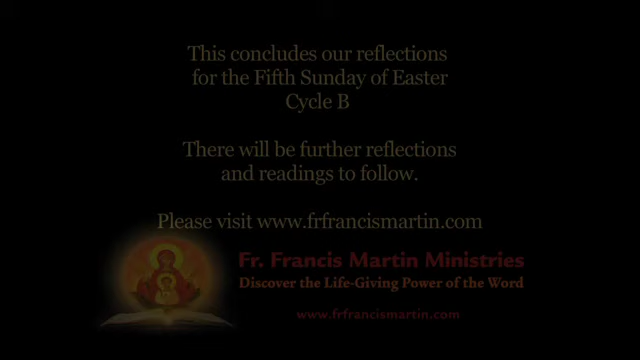 This concludes our reflections
for the Fifth Sunday of Easter
Cycle B
There will be further reflections
and readings to follow.
Please visit www.frfrancismartin.com
Fr. Francis Martin Ministries
Discover the Life-Giving Power of the Word
www.frfrancismartin.com